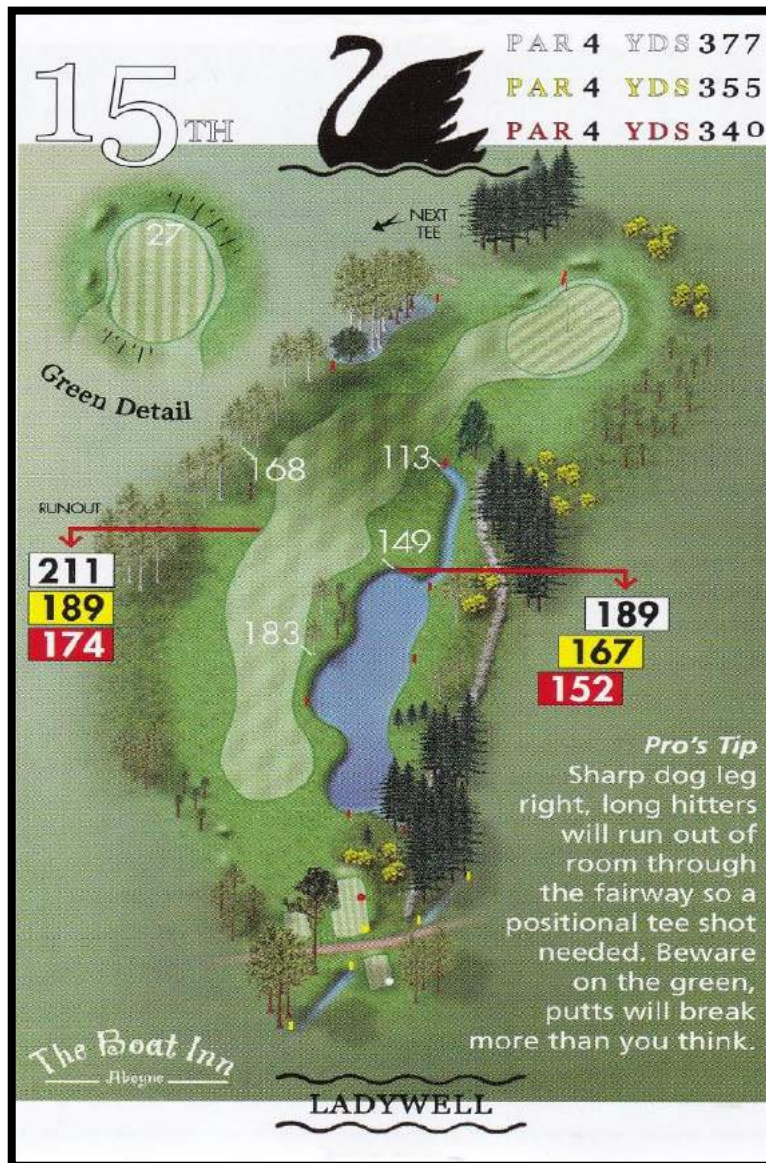 15TH
PAR 4 YDS 377
PAR 4 YDS 355
PAR 4 YDS 340
NEXT
TEE
27
Green Detail
168
113
RUNOUT
211
189
174
149
189
167
152
183
Pro's Tip
Sharp dog leg
right, long hitters
will run out of
room through
the fairway so a
positional tee shot
needed. Beware
on the green,
putts will break
more than you think.
The Boat Inn
Aboyne
LADYWELL